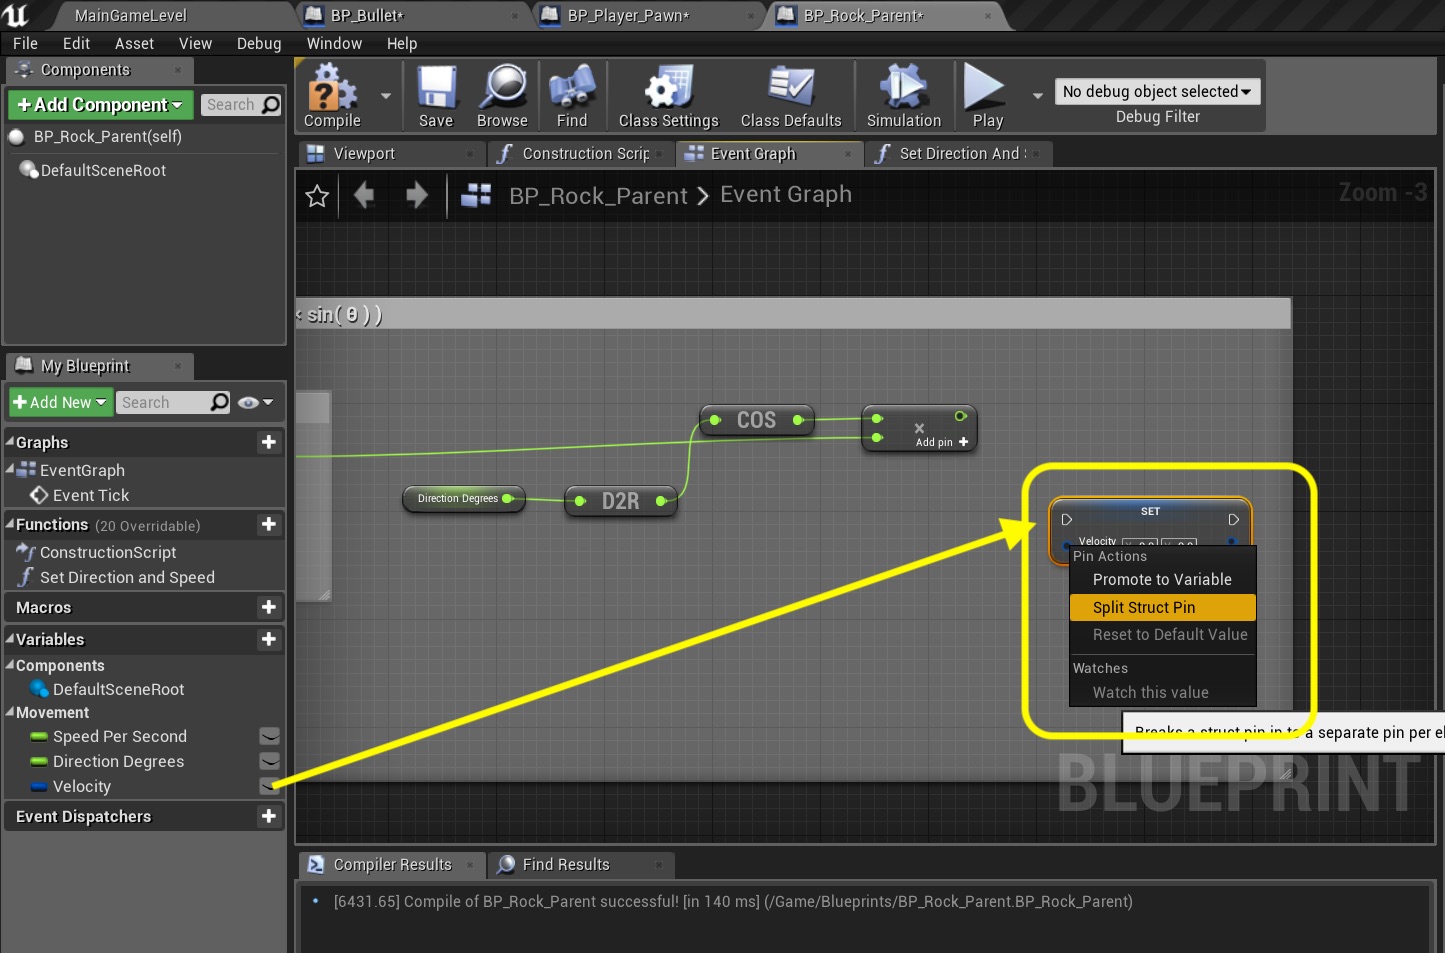 MainGameLevel
BP_Bullet*
BP_Player_Pawn*
BP_Rock_Parent*
File Edit Asset View Debug Window Help
Components
+Add Component
Search
BP_Rock_Parent(self)
DefaultSceneRoot
Compile Save Browse Find Class Settings Class Defaults Simulation Play
No debug object selected
Debug Filter
Viewport
Construction Scrip
Event Graph
Set Direction And
BP_Rock_Parent > Event Graph
Zoom -3
sin( θ ) )
COS
×
Add pin +
Direction Degrees
D2R
SET
Velocity
Pin Actions
Promote to Variable
Split Struct Pin
Reset to Default Value
Watches
Watch this value
Breaks a struct pin in to a separate pin per el
BLUEPRINT
My Blueprint
+Add New
Search
Graphs
EventGraph
Event Tick
Functions (20 Overridable)
ConstructionScript
Set Direction and Speed
Macros
Variables
Components
DefaultSceneRoot
Movement
Speed Per Second
Direction Degrees
Velocity
Event Dispatchers
Compiler Results
Find Results
[6431.65] Compile of BP_Rock_Parent successful! [in 140 ms] (/Game/Blueprints/BP_Rock_Parent.BP_Rock_Parent)